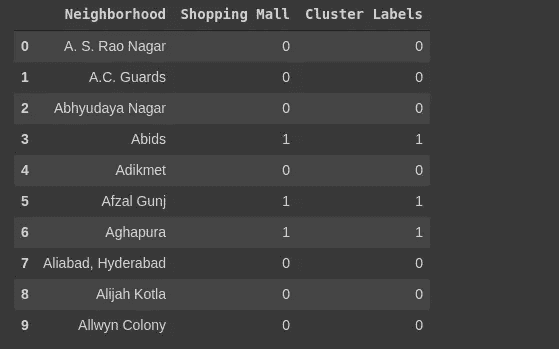 Neighborhood Shopping Mall Cluster Labels
0 A. S. Rao Nagar 0 0
1 A.C. Guards 0 0
2 Abhyudaya Nagar 0 0
3 Abids 1 1
4 Adikmet 0 0
5 Afzal Gunj 1 1
6 Aghapura 1 1
7 Aliabad, Hyderabad 0 0
8 Alijah Kotla 0 0
9 Allwyn Colony 0 0